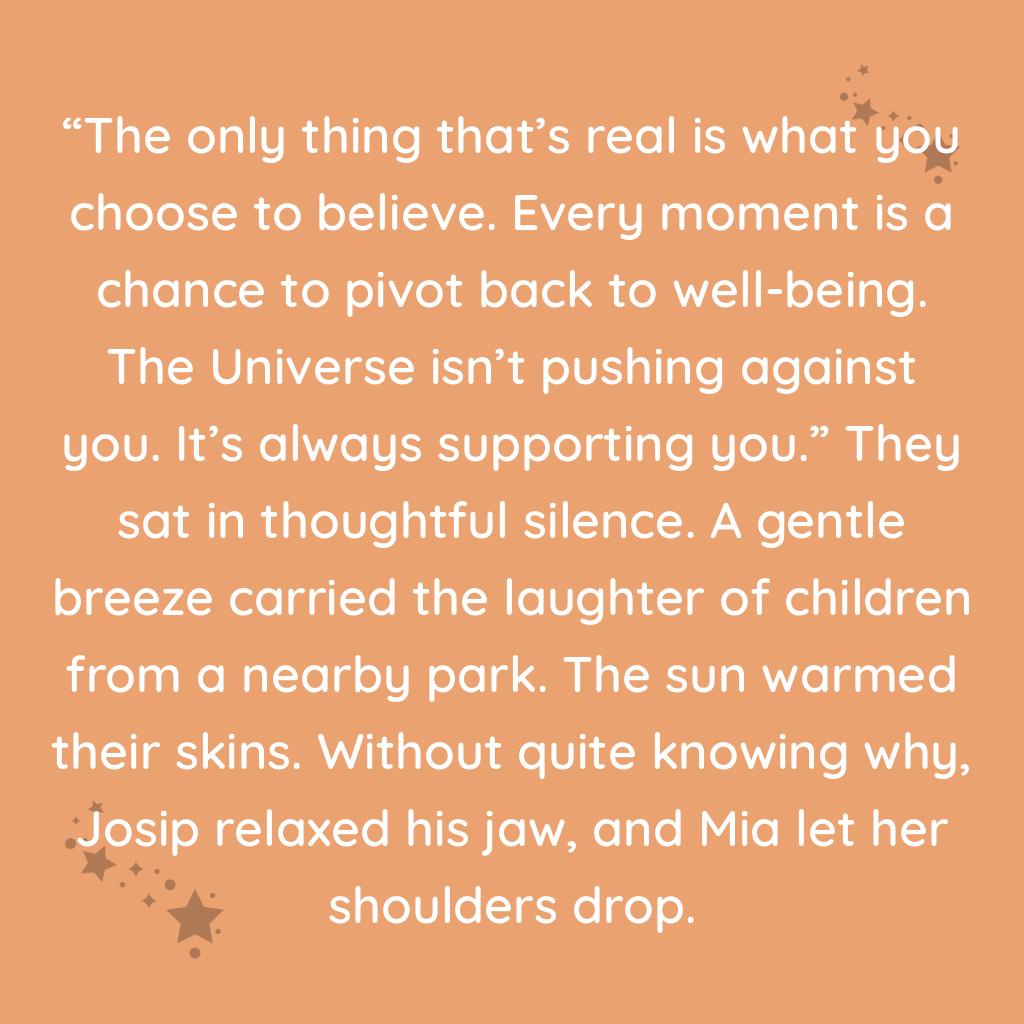 “The only thing that’s real is what you
choose to believe. Every moment is a
chance to pivot back to well-being.
The Universe isn’t pushing against
you. It’s always supporting you.” They
sat in thoughtful silence. A gentle
breeze carried the laughter of children
from a nearby park. The sun warmed
their skins. Without quite knowing why,
Josip relaxed his jaw, and Mia let her
shoulders drop.